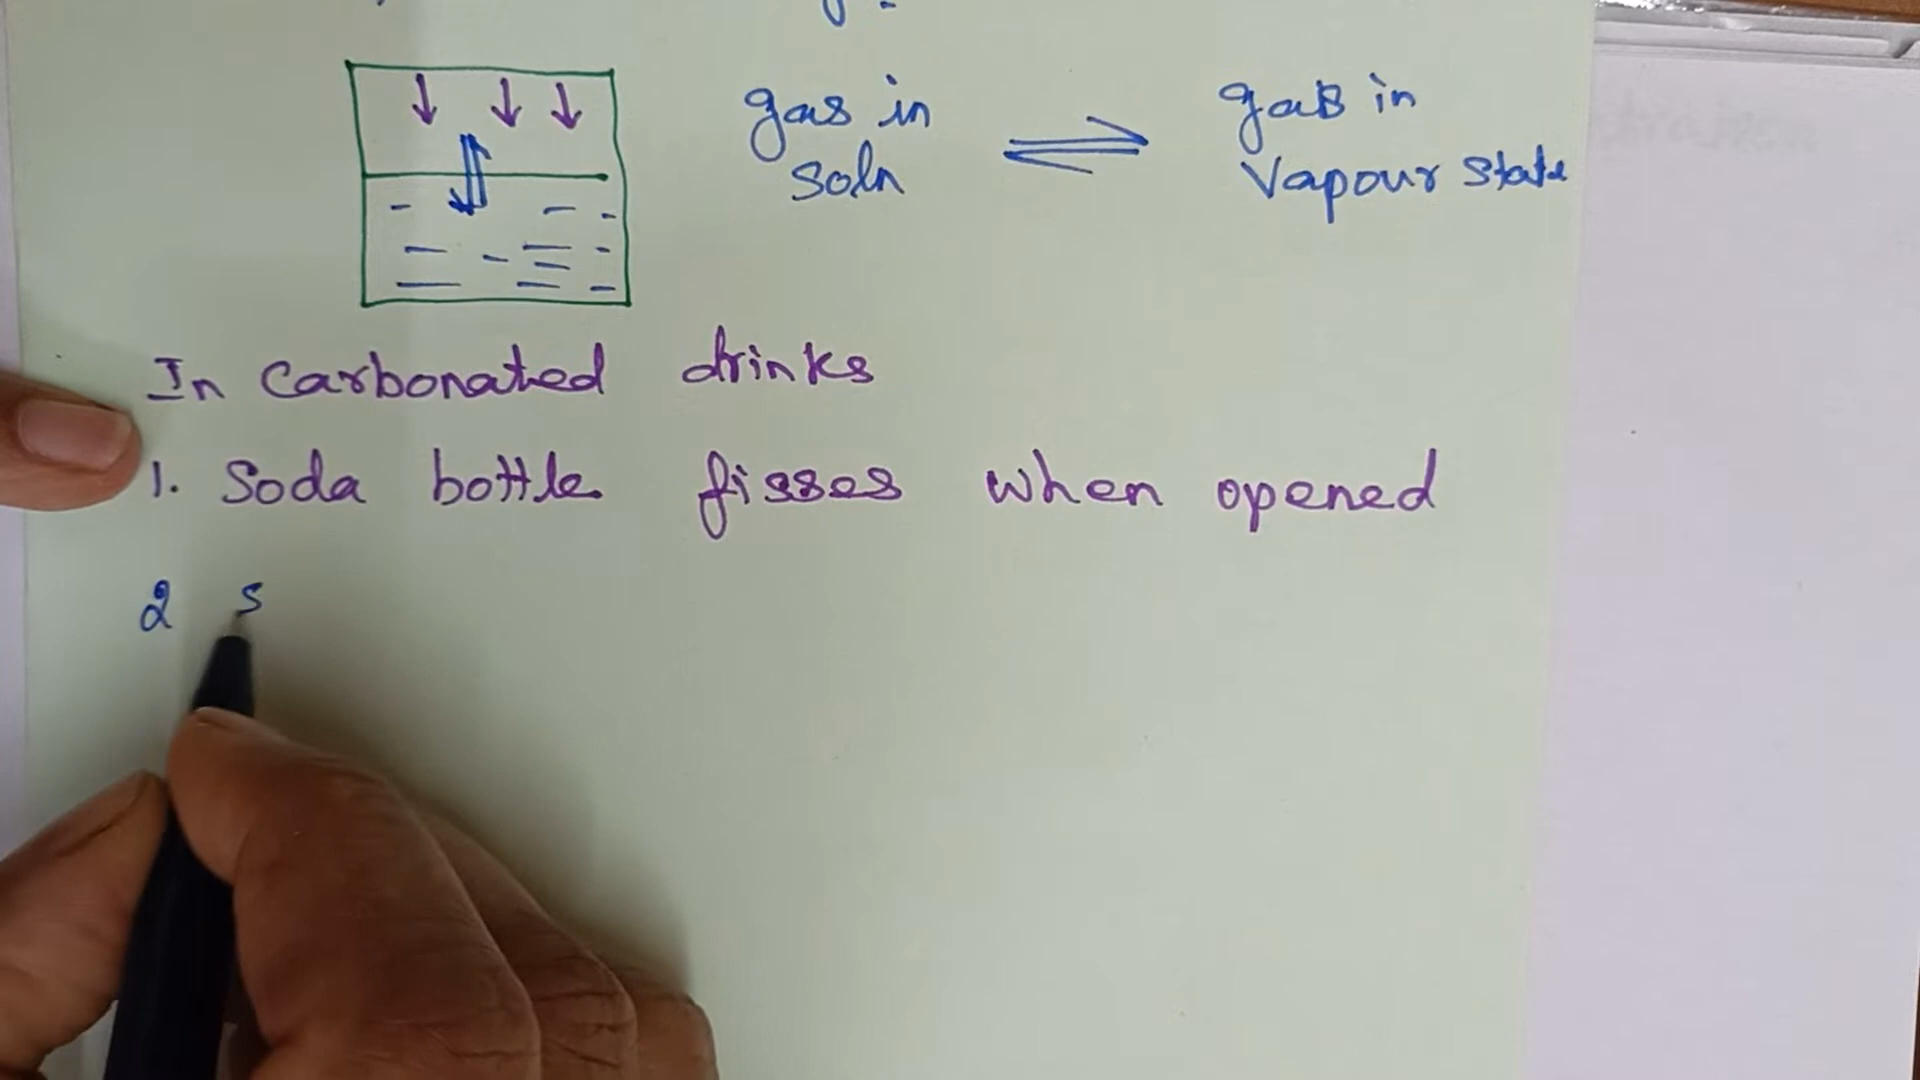 gas in
soln
⇌
gas in
Vapour state
In Carbonated drinks
1. Soda bottle fisses when opened
2 s